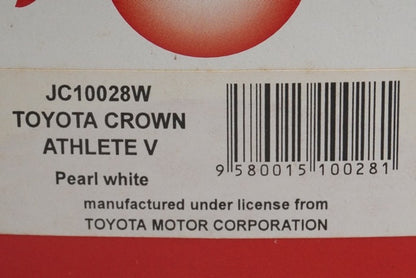 JC10028W
TOYOTA CROWN
ATHLETE V
Pearl white
9 580015 100281
manufactured under license from
TOYOTA MOTOR CORPORATION